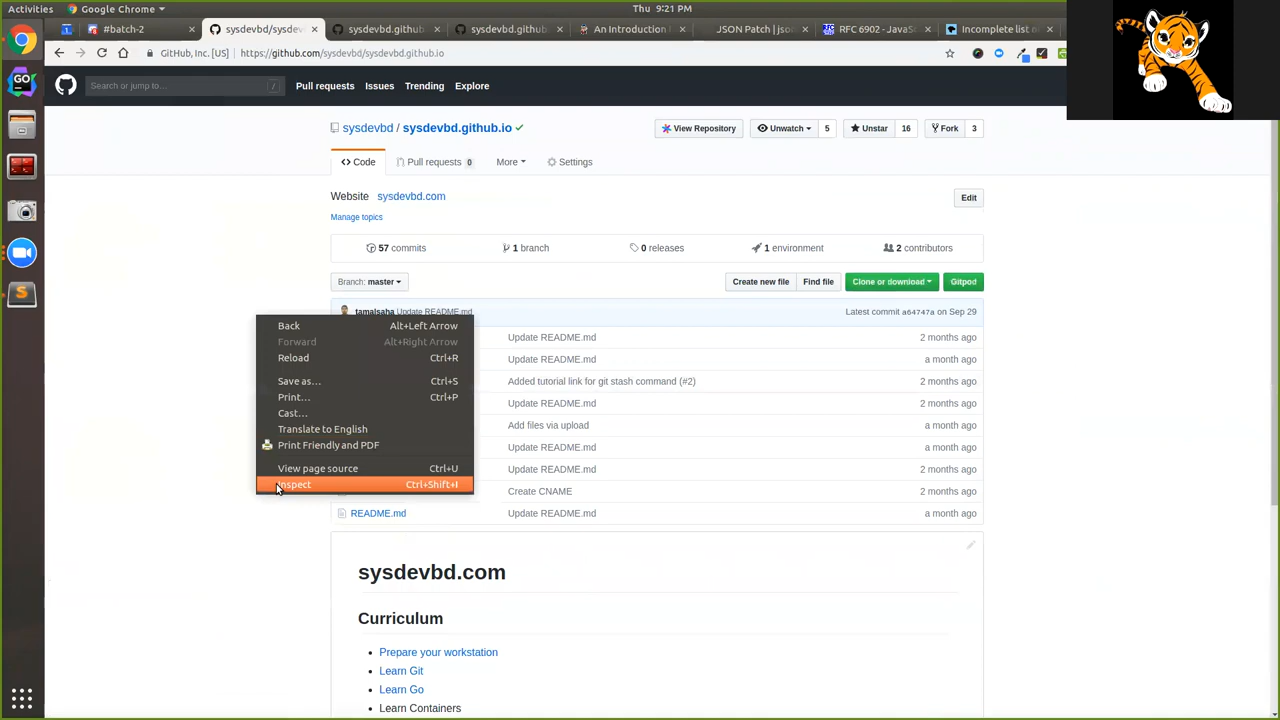 Activities Google Chrome Thu 9:21 PM
#batch-2 sysdevbd/sysdev sysdevbd.github sysdevbd.github An Introduction JSON Patch | json RFC 6902 - JavaS Incomplete list
GitHub, Inc. [US] https://github.com/sysdevbd/sysdevbd.github.io
Search or jump to... / Pull requests Issues Trending Explore
sysdevbd / sysdevbd.github.io View Repository Unwatch 5 Unstar 16 Fork 3
Code Pull requests 0 More Settings
Website sysdevbd.com Edit
Manage topics
57 commits 1 branch 0 releases 1 environment 2 contributors
Branch: master Create new file Find file Clone or download Gitpod
tamalsaha Update README.md Latest commit a64747a on Sep 29
Back Alt+Left Arrow
Forward Alt+Right Arrow
Reload Ctrl+R
Save as... Ctrl+S
Print... Ctrl+P
Cast...
Translate to English
Print Friendly and PDF
View page source Ctrl+U
Inspect Ctrl+Shift+I
Update README.md 2 months ago
Update README.md a month ago
Added tutorial link for git stash command (#2) 2 months ago
Update README.md 2 months ago
Add files via upload a month ago
Update README.md a month ago
Update README.md 2 months ago
Create CNAME 2 months ago
README.md Update README.md a month ago
sysdevbd.com
Curriculum
Prepare your workstation
Learn Git
Learn Go
Learn Containers